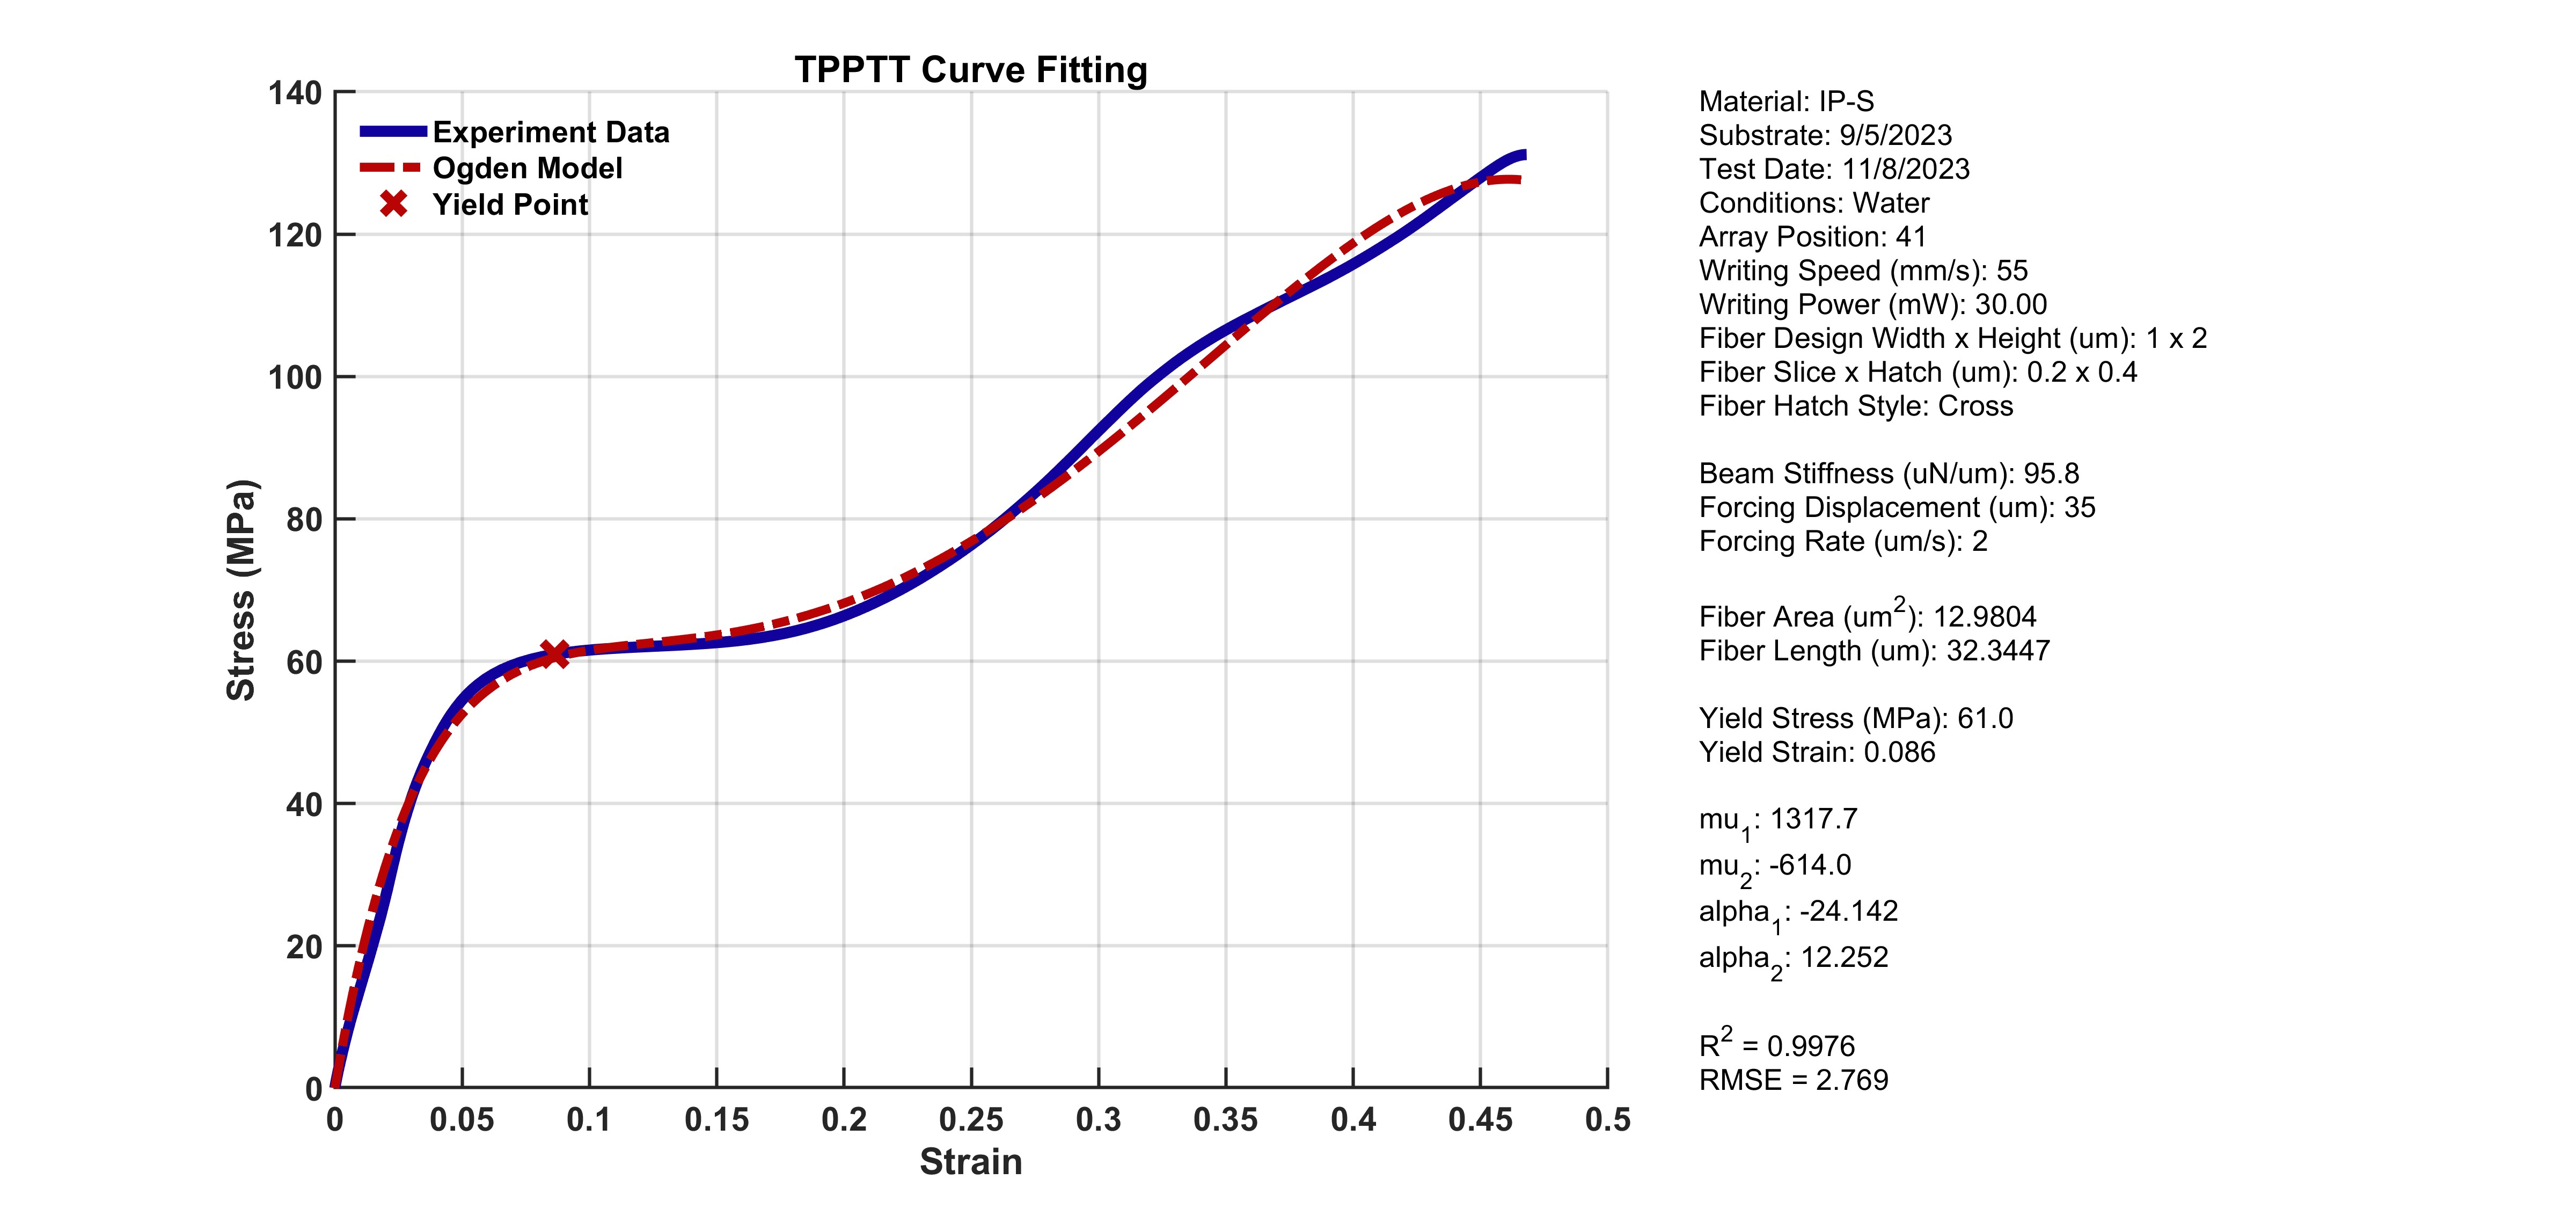 TPPTT Curve Fitting
140
120
100
80
60
40
20
0
Stress (MPa)
Experiment Data
Ogden Model
Yield Point
0 0.05 0.1 0.15 0.2 0.25 0.3 0.35 0.4 0.45 0.5
Strain
Material: IP-S
Substrate: 9/5/2023
Test Date: 11/8/2023
Conditions: Water
Array Position: 41
Writing Speed (mm/s): 55
Writing Power (mW): 30.00
Fiber Design Width x Height (um): 1 x 2
Fiber Slice x Hatch (um): 0.2 x 0.4
Fiber Hatch Style: Cross
Beam Stiffness (uN/um): 95.8
Forcing Displacement (um): 35
Forcing Rate (um/s): 2
Fiber Area (um²): 12.9804
Fiber Length (um): 32.3447
Yield Stress (MPa): 61.0
Yield Strain: 0.086
mu₁: 1317.7
mu₂: -614.0
alpha₁: -24.142
alpha₂: 12.252
R² = 0.9976
RMSE = 2.769